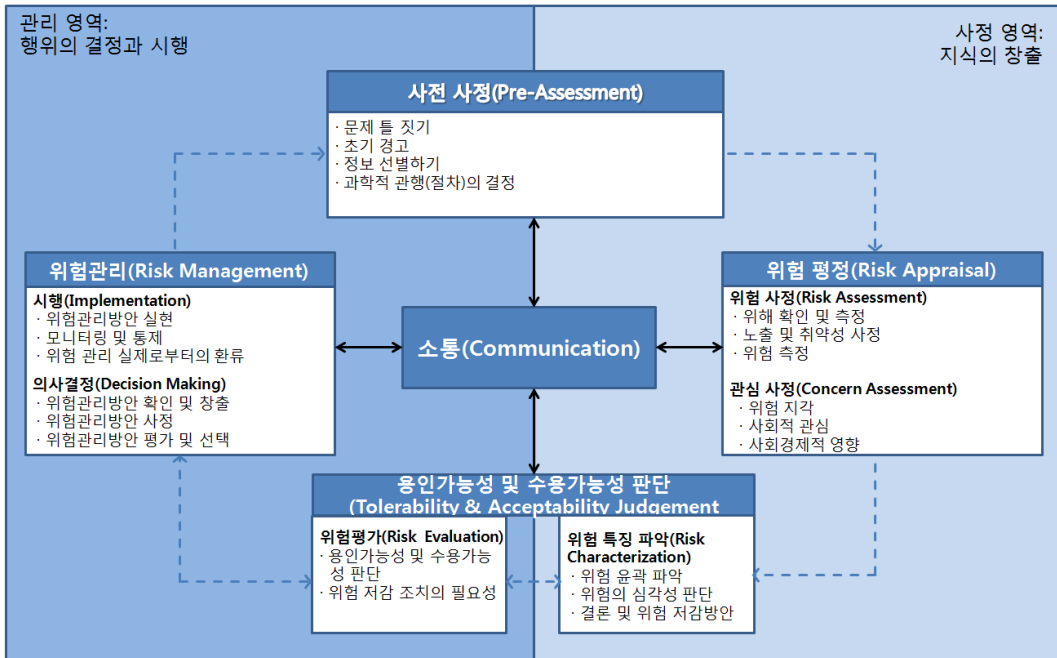 관리 영역:
행위의 결정과 시행
사정 영역:
지식의 창출
사전 사정(Pre-Assessment)
· 문제 틀 짓기
· 초기 경고
· 정보 선별하기
· 과학적 관행(절차)의 결정
위험관리(Risk Management)
시행(Implementation)
· 위험관리방안 실현
· 모니터링 및 통제
· 위험 관리 실제로부터의 환류
의사결정(Decision Making)
· 위험관리방안 확인 및 창출
· 위험관리방안 사정
· 위험관리방안 평가 및 선택
소통(Communication)
위험 평정(Risk Appraisal)
위험 사정(Risk Assessment)
· 위해 확인 및 측정
· 노출 및 취약성 사정
· 위험 측정
관심 사정(Concern Assessment)
· 위험 지각
· 사회적 관심
· 사회경제적 영향
용인가능성 및 수용가능성 판단
(Tolerability & Acceptability Judgement
위험평가(Risk Evaluation)
· 용인가능성 및 수용가능
성 판단
· 위험 저감 조치의 필요성
위험 특징 파악(Risk
Characterization)
· 위험 윤곽 파악
· 위험의 심각성 판단
· 결론 및 위험 저감방안